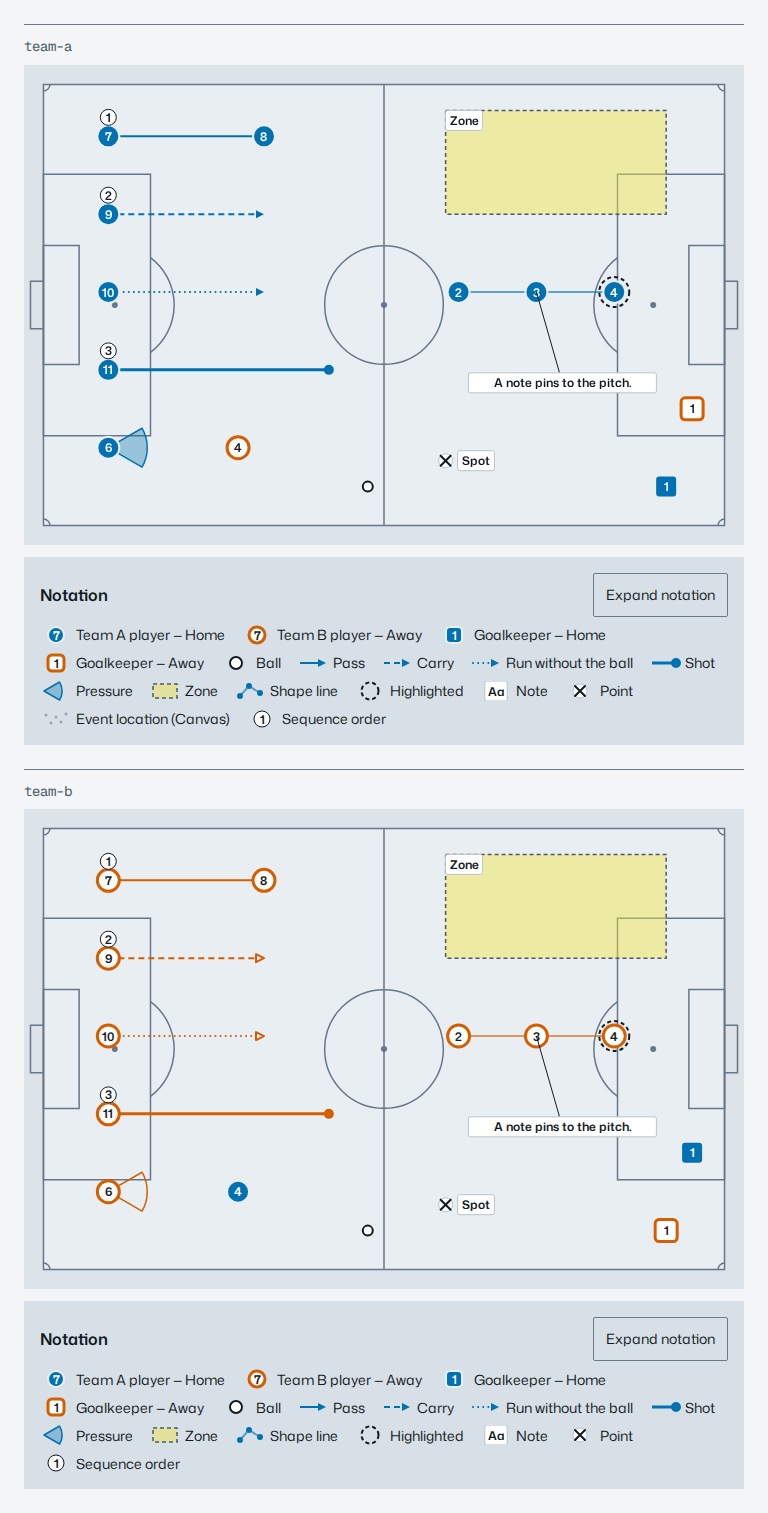 team-a
1
7 8
Zone
2
9
10
2 3 4
3
11
A note pins to the pitch.
1
6 4
Spot
1
Notation
Expand notation
7 Team A player – Home 7 Team B player – Away 1 Goalkeeper – Home
1 Goalkeeper – Away Ball Pass Carry Run without the ball Shot
Pressure Zone Shape line Highlighted Aa Note Point
Event location (Canvas) 1 Sequence order
team-b
1
7 8
Zone
2
9
10
2 3 4
3
11
A note pins to the pitch.
1
6 4
Spot
1
Notation
Expand notation
7 Team A player – Home 7 Team B player – Away 1 Goalkeeper – Home
1 Goalkeeper – Away Ball Pass Carry Run without the ball Shot
Pressure Zone Shape line Highlighted Aa Note Point
1 Sequence order